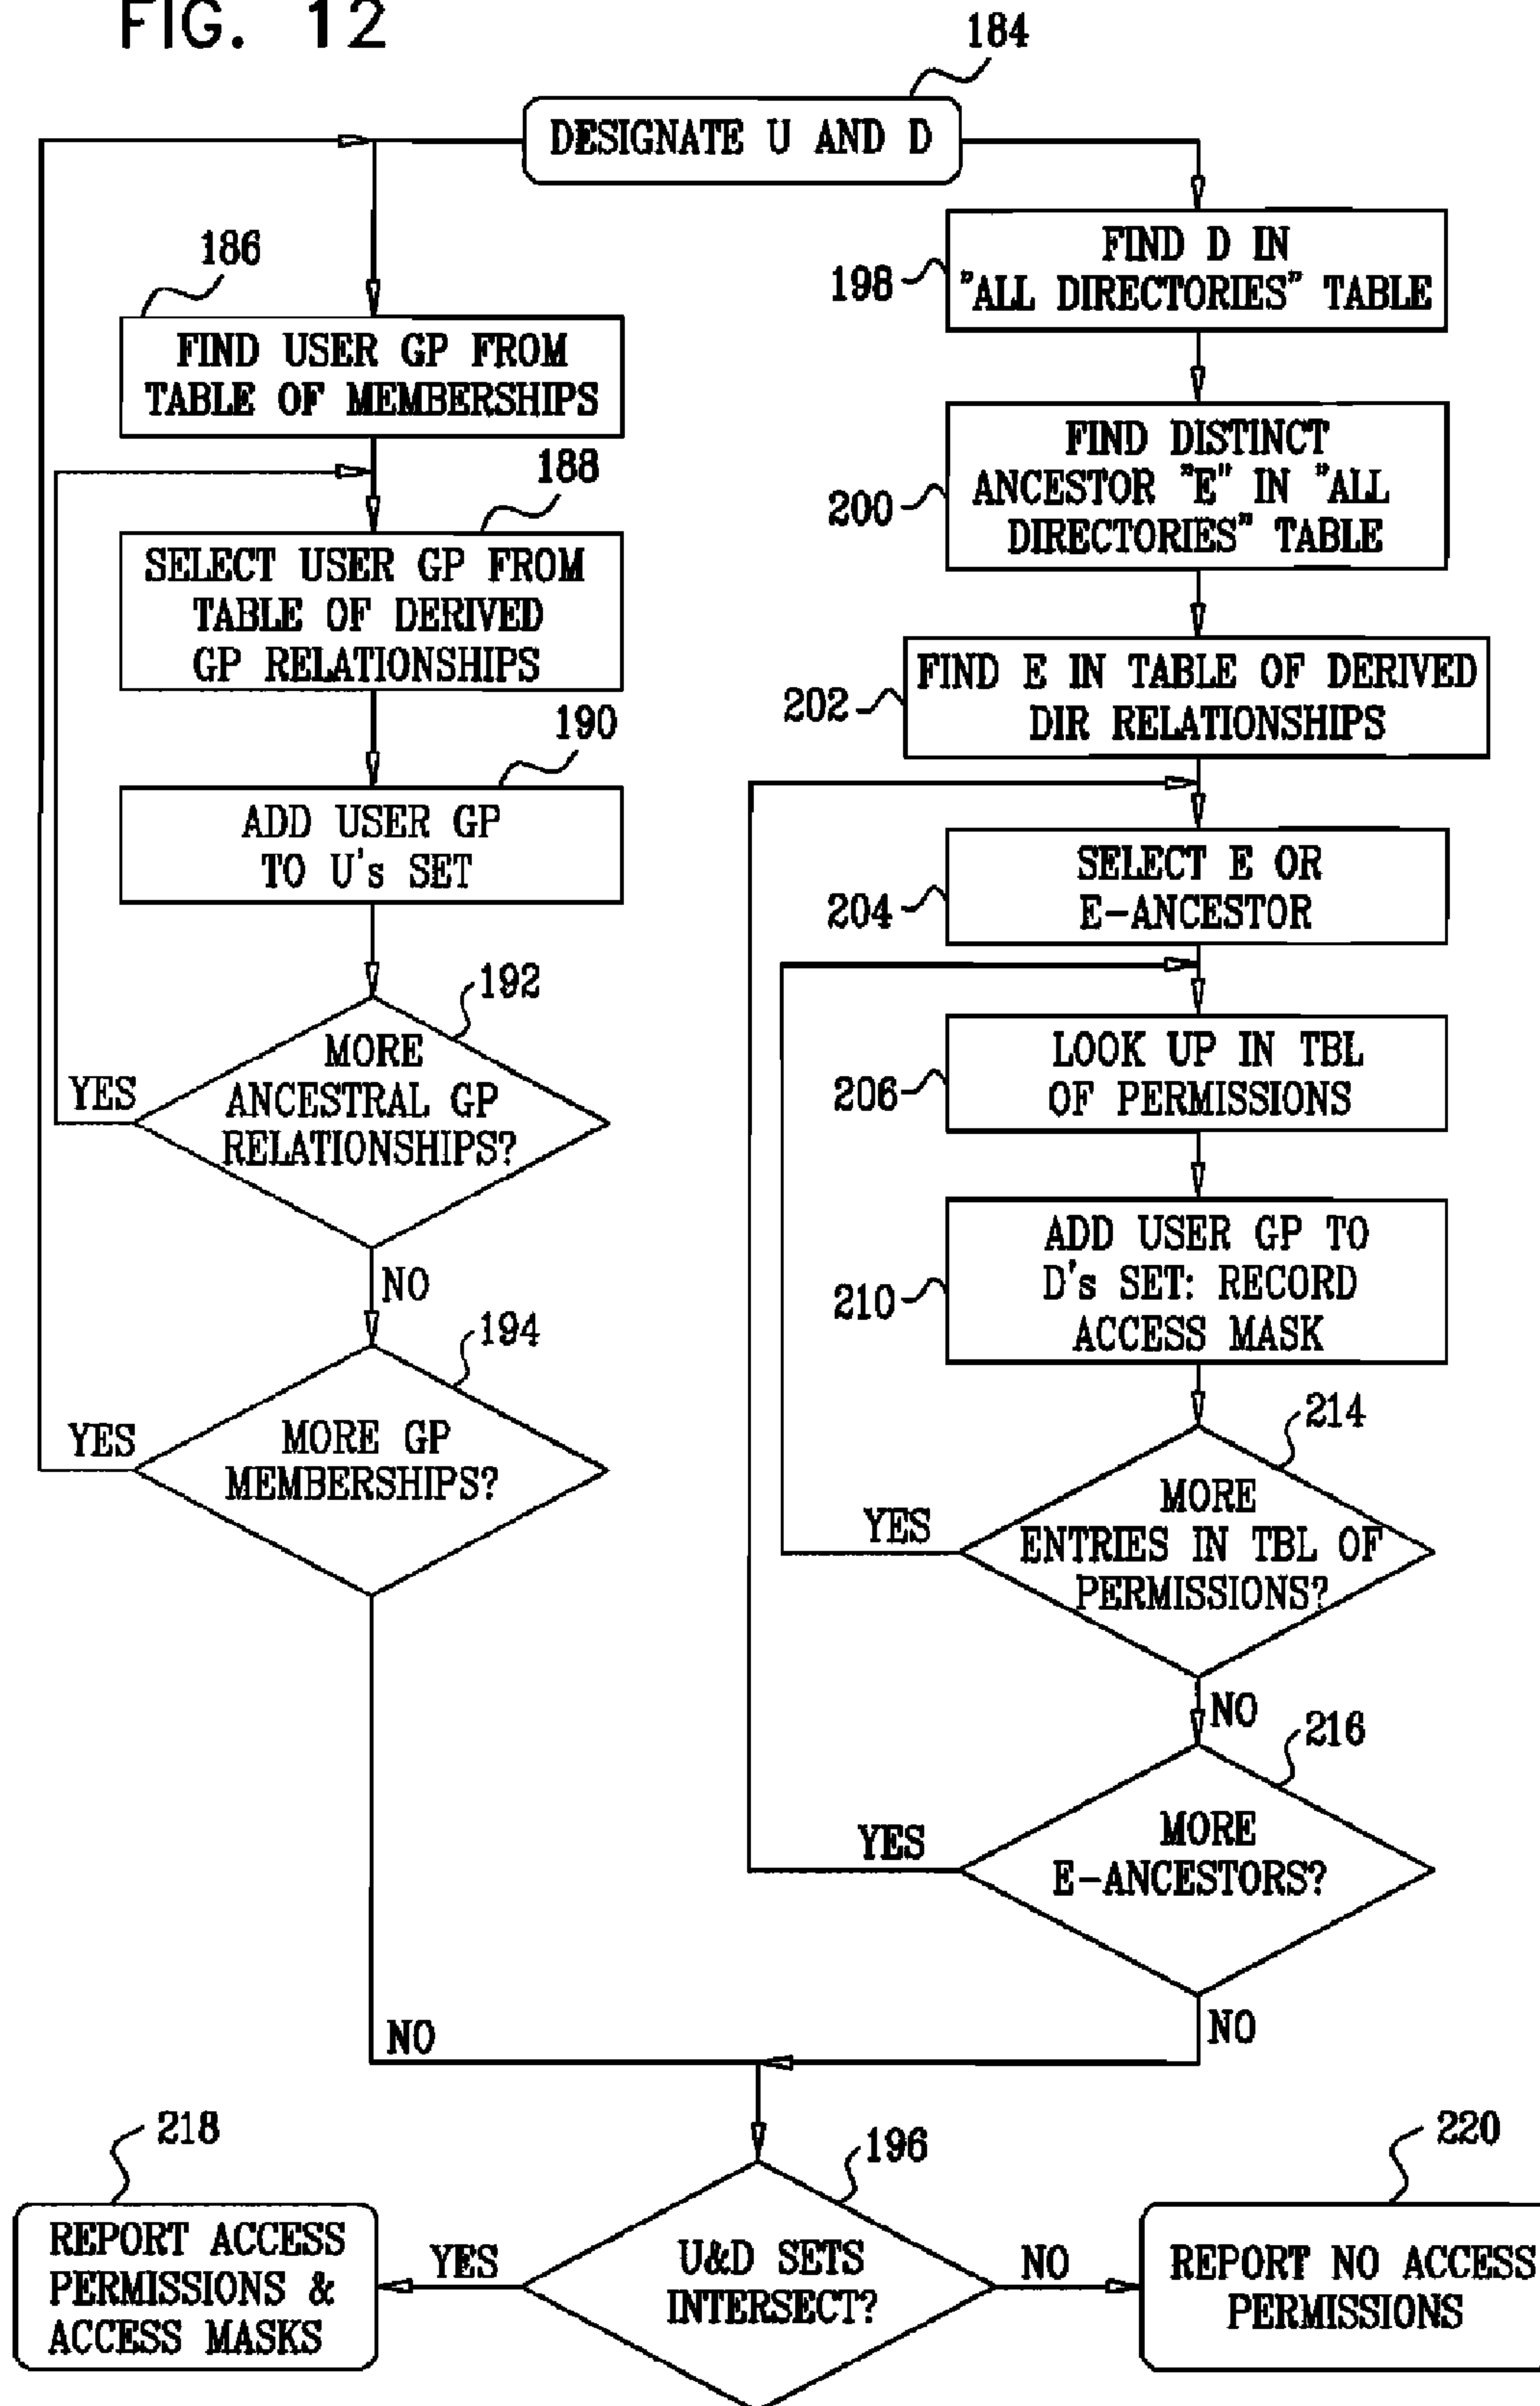 FIG. 12
184
DESIGNATE U AND D
186
FIND USER GP FROM
TABLE OF MEMBERSHIPS
188
SELECT USER GP FROM
TABLE OF DERIVED
GP RELATIONSHIPS
190
ADD USER GP
TO U's SET
192
MORE
ANCESTRAL GP
RELATIONSHIPS?
YES
NO
194
MORE GP
MEMBERSHIPS?
YES
NO
198
FIND D IN
"ALL DIRECTORIES" TABLE
200
FIND DISTINCT
ANCESTOR "E" IN "ALL
DIRECTORIES" TABLE
202
FIND E IN TABLE OF DERIVED
DIR RELATIONSHIPS
204
SELECT E OR
E-ANCESTOR
206
LOOK UP IN TBL
OF PERMISSIONS
210
ADD USER GP TO
D's SET: RECORD
ACCESS MASK
214
MORE
ENTRIES IN TBL OF
PERMISSIONS?
YES
NO
216
MORE
E-ANCESTORS?
YES
NO
196
U&D SETS
INTERSECT?
YES
NO
218
REPORT ACCESS
PERMISSIONS &
ACCESS MASKS
220
REPORT NO ACCESS
PERMISSIONS